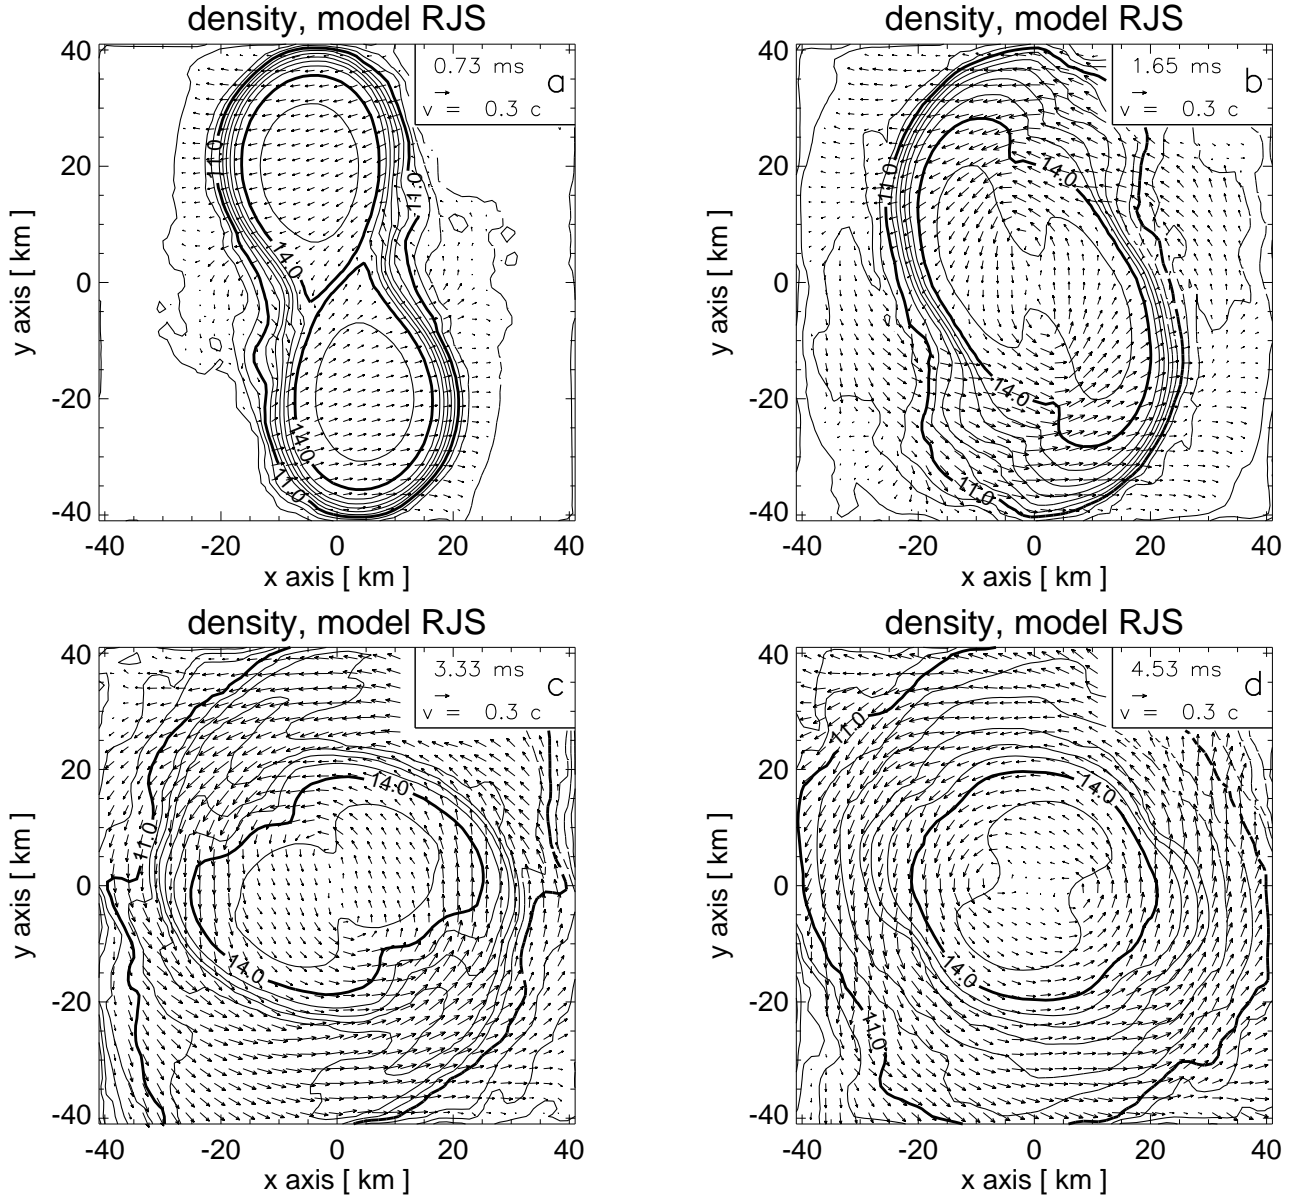 density, model RJS
40
20
0
-20
-40
-40 -20 0 20 40
x axis [ km ]
y axis [ km ]
0.73 ms
a
v = 0.3 c
11.0
11.0
14.0
14.0
11.0
density, model RJS
40
20
0
-20
-40
-40 -20 0 20 40
x axis [ km ]
y axis [ km ]
1.65 ms
b
v = 0.3 c
14.0
11.0
14.0
11.0
density, model RJS
40
20
0
-20
-40
-40 -20 0 20 40
x axis [ km ]
y axis [ km ]
3.33 ms
c
v = 0.3 c
14.0
11.0
14.0
density, model RJS
40
20
0
-20
-40
-40 -20 0 20 40
x axis [ km ]
y axis [ km ]
4.53 ms
d
v = 0.3 c
11.0
14.0
14.0
11.0